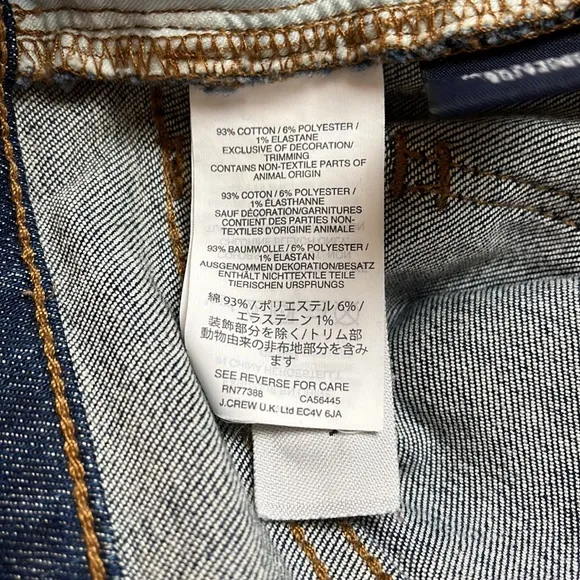 93% COTTON / 6% POLYESTER /
1% ELASTANE
EXCLUSIVE OF DECORATION/
TRIMMING
CONTAINS NON-TEXTILE PARTS OF
ANIMAL ORIGIN
93% COTON / 6% POLYESTER /
1% ÉLASTHANNE
SAUF DÉCORATION/GARNITURES
CONTIENT DES PARTIES NON-
TEXTILES D'ORIGINE ANIMALE
93% BAUMWOLLE / 6% POLYESTER /
1% ELASTAN
AUSGENOMMEN DEKORATION/BESATZ
ENTHÄLT NICHTTEXTILE TEILE
TIERISCHEN URSPRUNGS
綿 93% / ポリエステル 6% /
エラステーン 1%
装飾部分を除く/トリム部
動物由来の非布地部分を含み
ます
SEE REVERSE FOR CARE
RN77388 CA56445
J.CREW U.K. Ltd EC4V 6JA